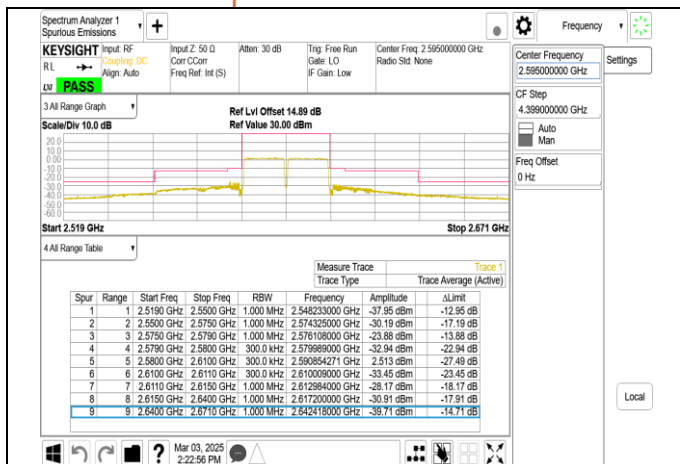 Spectrum Analyzer 1
Spurious Emissions
Frequency
KEYSIGHT
RL
LXI PASS
Input: RF
Coupling: DC
Align: Auto
Input Z: 50 Ω
Corr CCorr
Freq Ref: Int (S)
Atten: 30 dB
Trig: Free Run
Gate: LO
IF Gain: Low
Center Freq: 2.595000000 GHz
Radio Std: None
Center Frequency
2.595000000 GHz
Settings
CF Step
4.399000000 GHz
Auto
Man
Freq Offset
0 Hz
3 All Range Graph
Scale/Div 10.0 dB
Ref Lvl Offset 14.89 dB
Ref Value 30.00 dBm
20.0
10.0
0.00
-10.0
-20.0
-30.0
-40.0
-50.0
-60.0
Start 2.519 GHz
Stop 2.671 GHz
4 All Range Table
Measure Trace Trace 1
Trace Type Trace Average (Active)
Spur Range Start Freq Stop Freq RBW Frequency Amplitude ΔLimit
1 1 2.5190 GHz 2.5500 GHz 1.000 MHz 2.548233000 GHz -37.95 dBm -12.95 dB
2 2 2.5500 GHz 2.5750 GHz 1.000 MHz 2.574325000 GHz -30.19 dBm -17.19 dB
3 3 2.5750 GHz 2.5790 GHz 1.000 MHz 2.576108000 GHz -23.88 dBm -13.88 dB
4 4 2.5790 GHz 2.5800 GHz 300.0 kHz 2.579989000 GHz -32.94 dBm -22.94 dB
5 5 2.5800 GHz 2.6100 GHz 300.0 kHz 2.590854271 GHz 2.513 dBm -27.49 dB
6 6 2.6100 GHz 2.6110 GHz 300.0 kHz 2.610009000 GHz -33.45 dBm -23.45 dB
7 7 2.6110 GHz 2.6150 GHz 1.000 MHz 2.612984000 GHz -28.17 dBm -18.17 dB
8 8 2.6150 GHz 2.6400 GHz 1.000 MHz 2.617200000 GHz -30.91 dBm -17.91 dB
9 9 2.6400 GHz 2.6710 GHz 1.000 MHz 2.642418000 GHz -39.71 dBm -14.71 dB
Local
?
Mar 03, 2025
2:22:56 PM